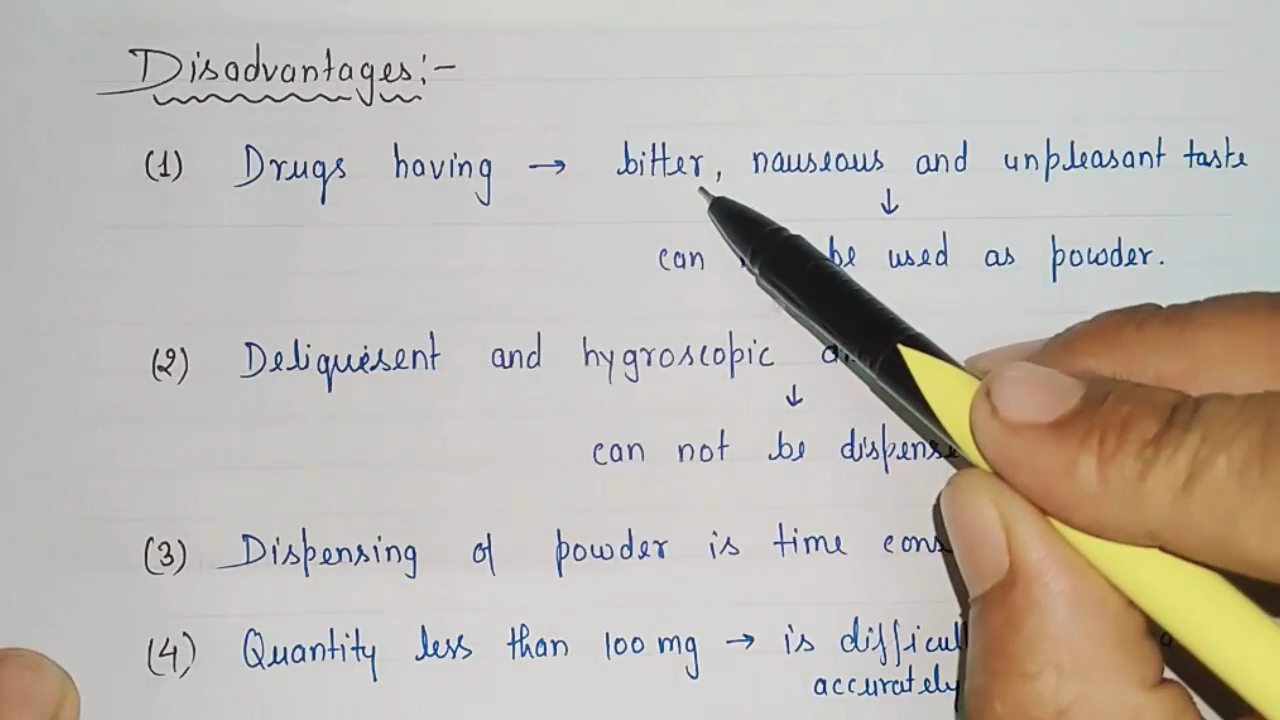 Disadvantages:-
(1) Drugs having → bitter, nauseous and unpleasant taste
↓
can be used as powder.
(2) Deliquesent and hygroscopic
↓
can not be
(3) Dispensing of powder is time
(4) Quantity less than 100 mg → is
accurately